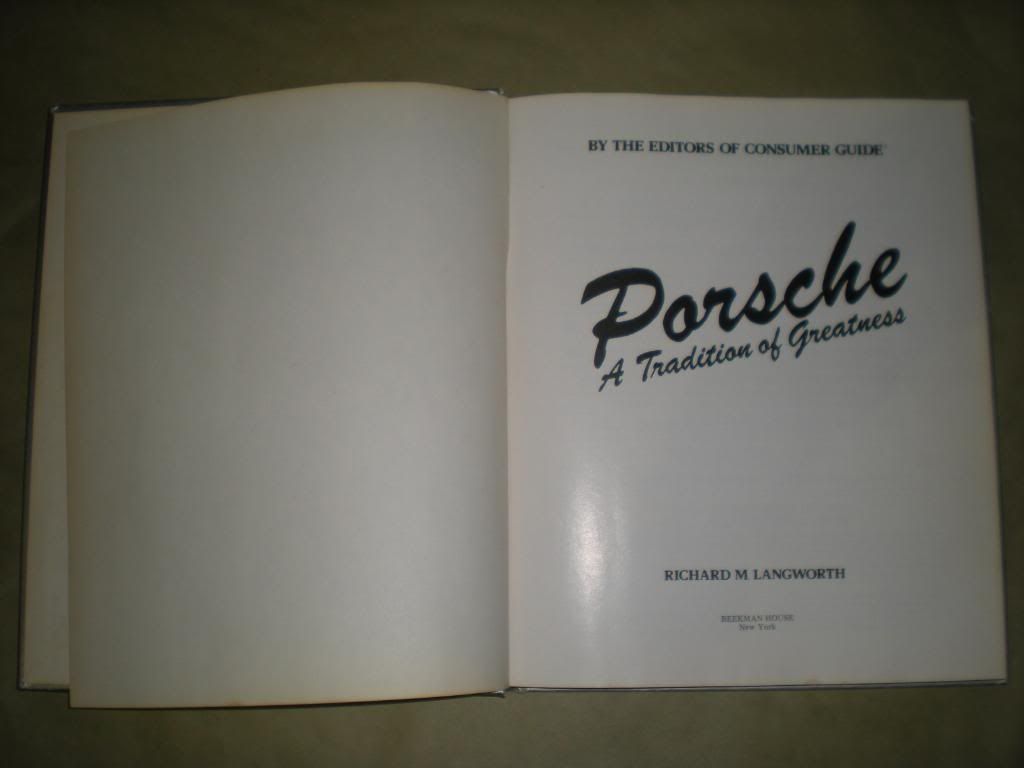 BY THE EDITORS OF CONSUMER GUIDE®
Porsche
A Tradition of Greatness
RICHARD M. LANGWORTH
BEEKMAN HOUSE
New York